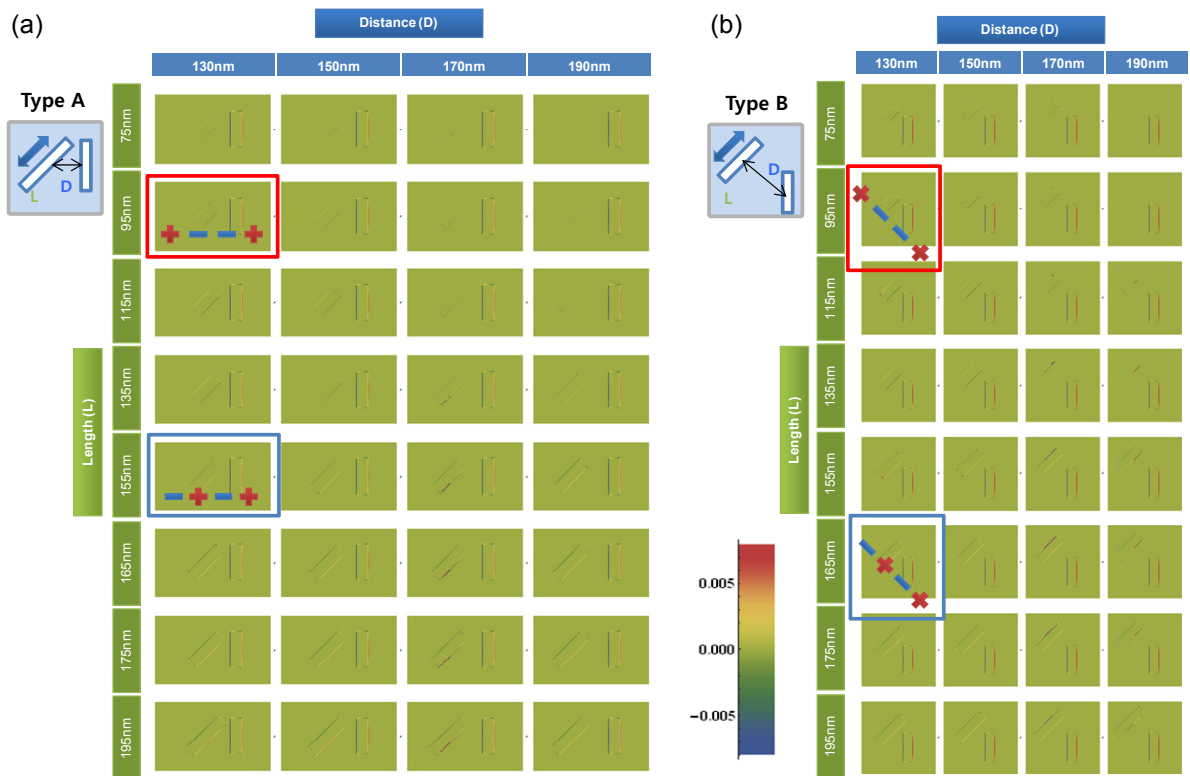 (a)
Distance (D)
130nm 150nm 170nm 190nm
Type A
L
D
Length (L)
75nm
95nm
115nm
135nm
155nm
165nm
175nm
195nm
0.005
0.000
−0.005
(b)
Distance (D)
130nm 150nm 170nm 190nm
Type B
D
L
Length (L)
75nm
95nm
115nm
135nm
155nm
165nm
175nm
195nm